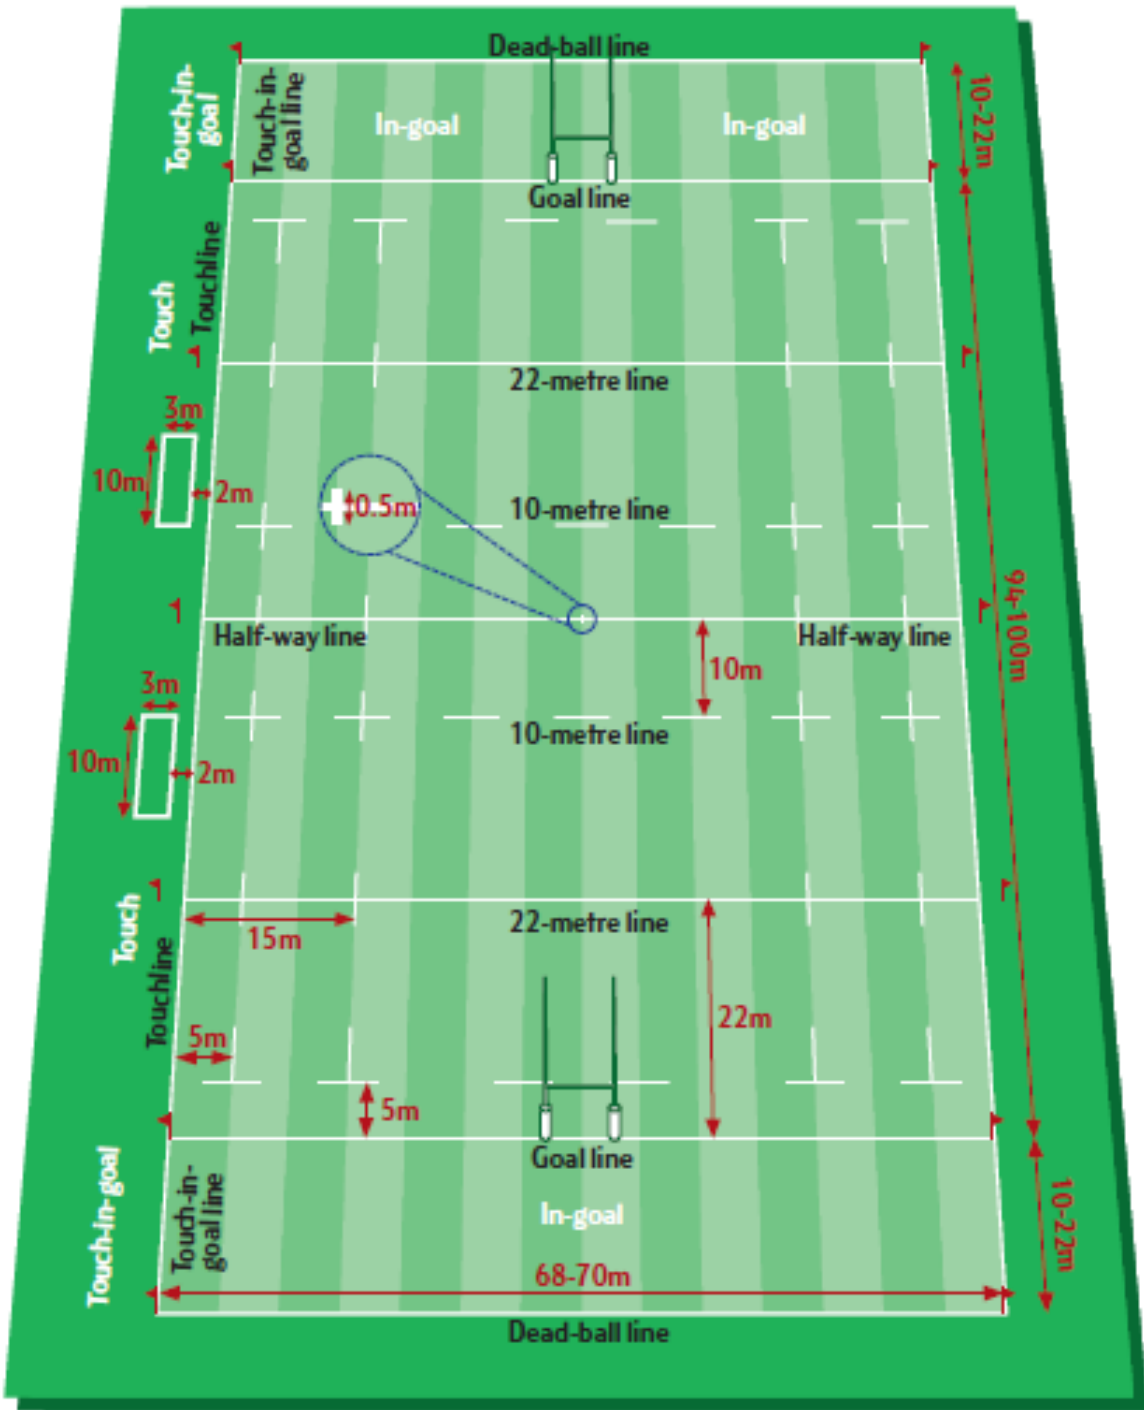 Dead-ball line
Touch-in-
goal
Touch-in-
goal line
In-goal
In-goal
10-22m
Goal line
Touchline
Touch
22-metre line
3m
10m
2m
0.5m
10-metre line
94-100m
Half-way line
Half-way line
10m
3m
10m
2m
10-metre line
Touch
Touchline
15m
22-metre line
22m
5m
5m
Goal line
Touch-in-goal
Touch-in-
goal line
In-goal
10-22m
68-70m
Dead-ball line